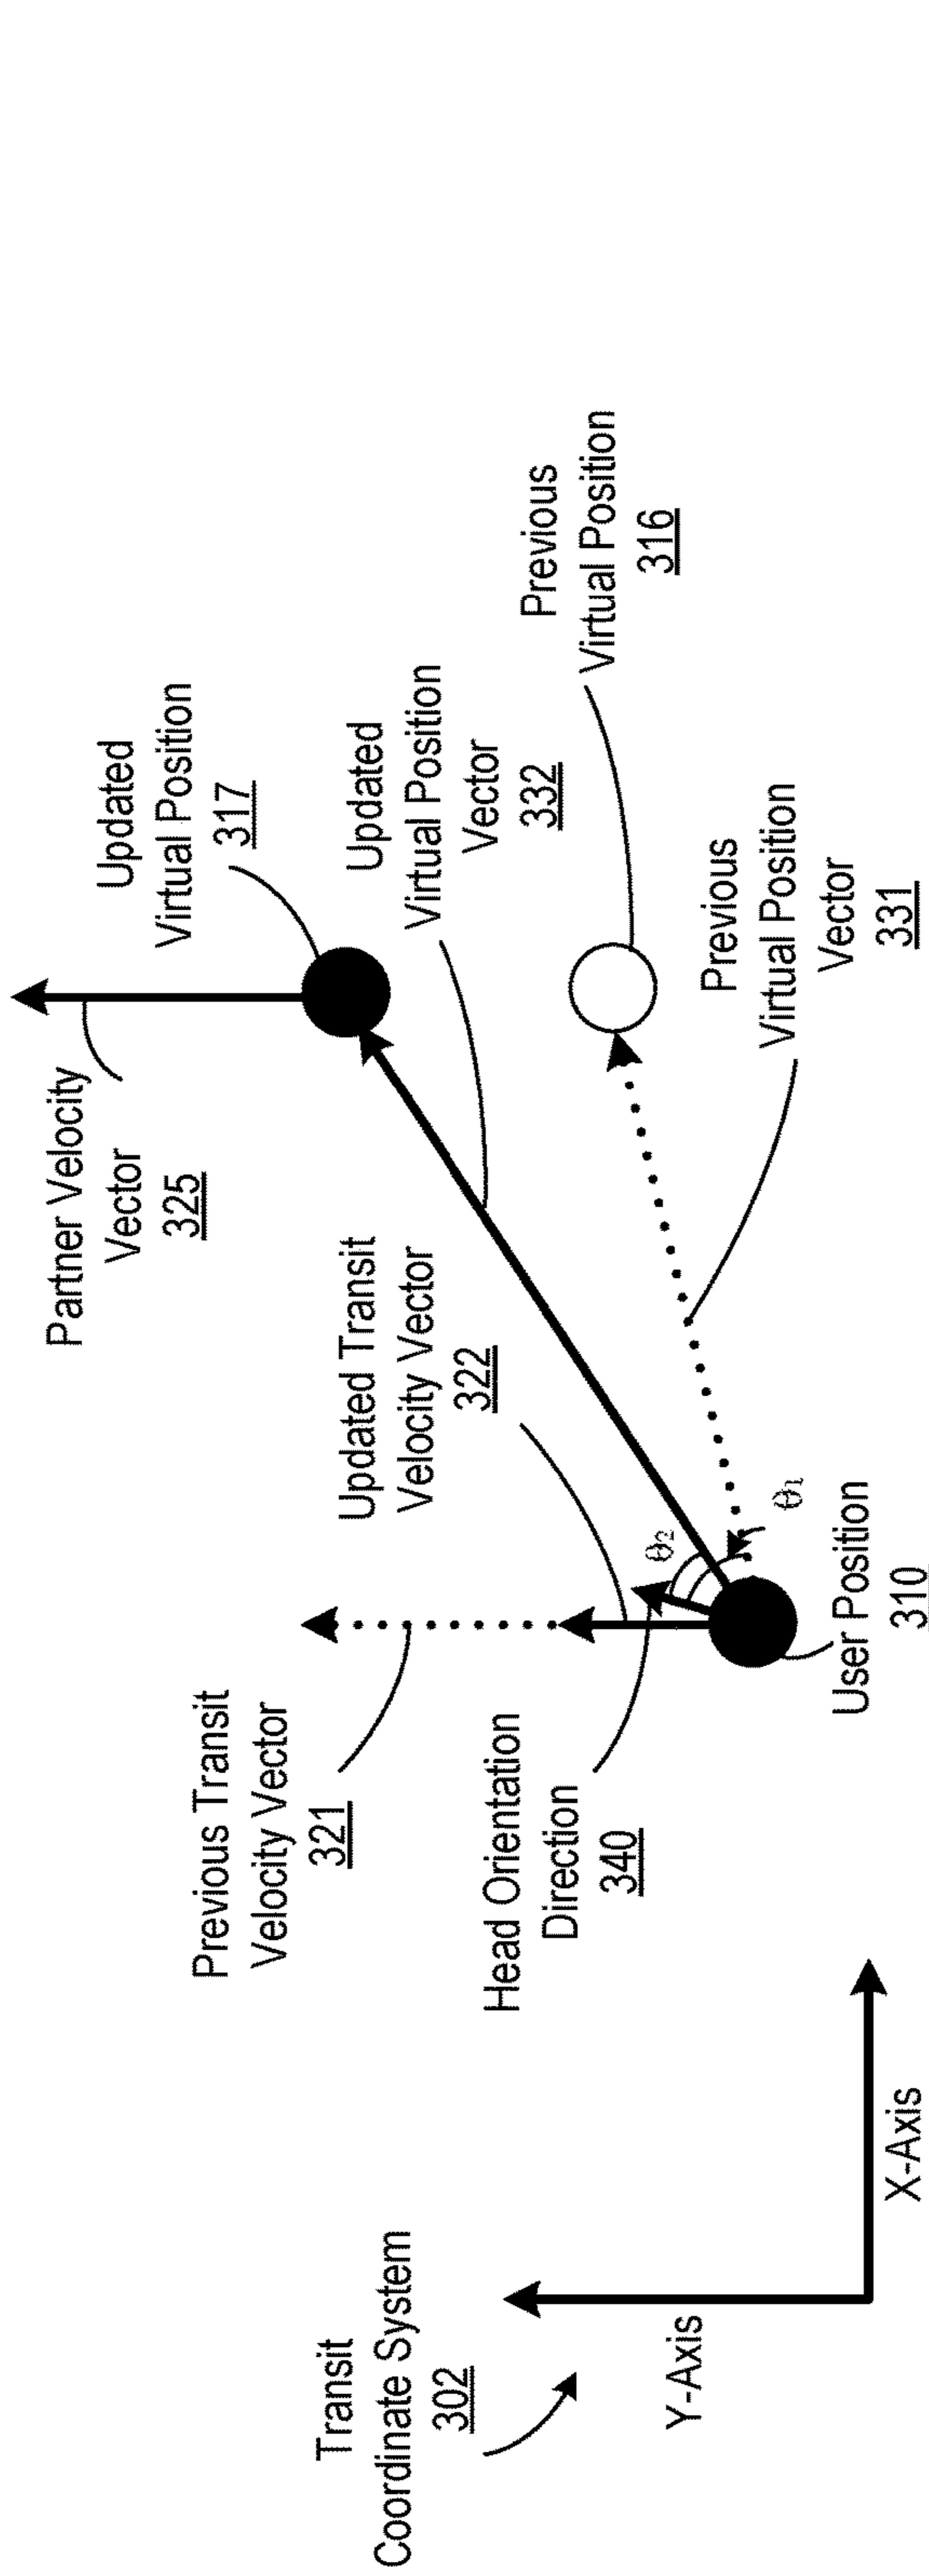 Transit
Coordinate System
302
Y-Axis
X-Axis
Previous Transit
Velocity Vector
321
Head Orientation
Direction
340
User Position
310
Updated Transit
Velocity Vector
322
θ2
θ1
Partner Velocity
Vector
325
Updated
Virtual Position
317
Updated
Virtual Position
Vector
332
Previous
Virtual Position
Vector
331
Previous
Virtual Position
316